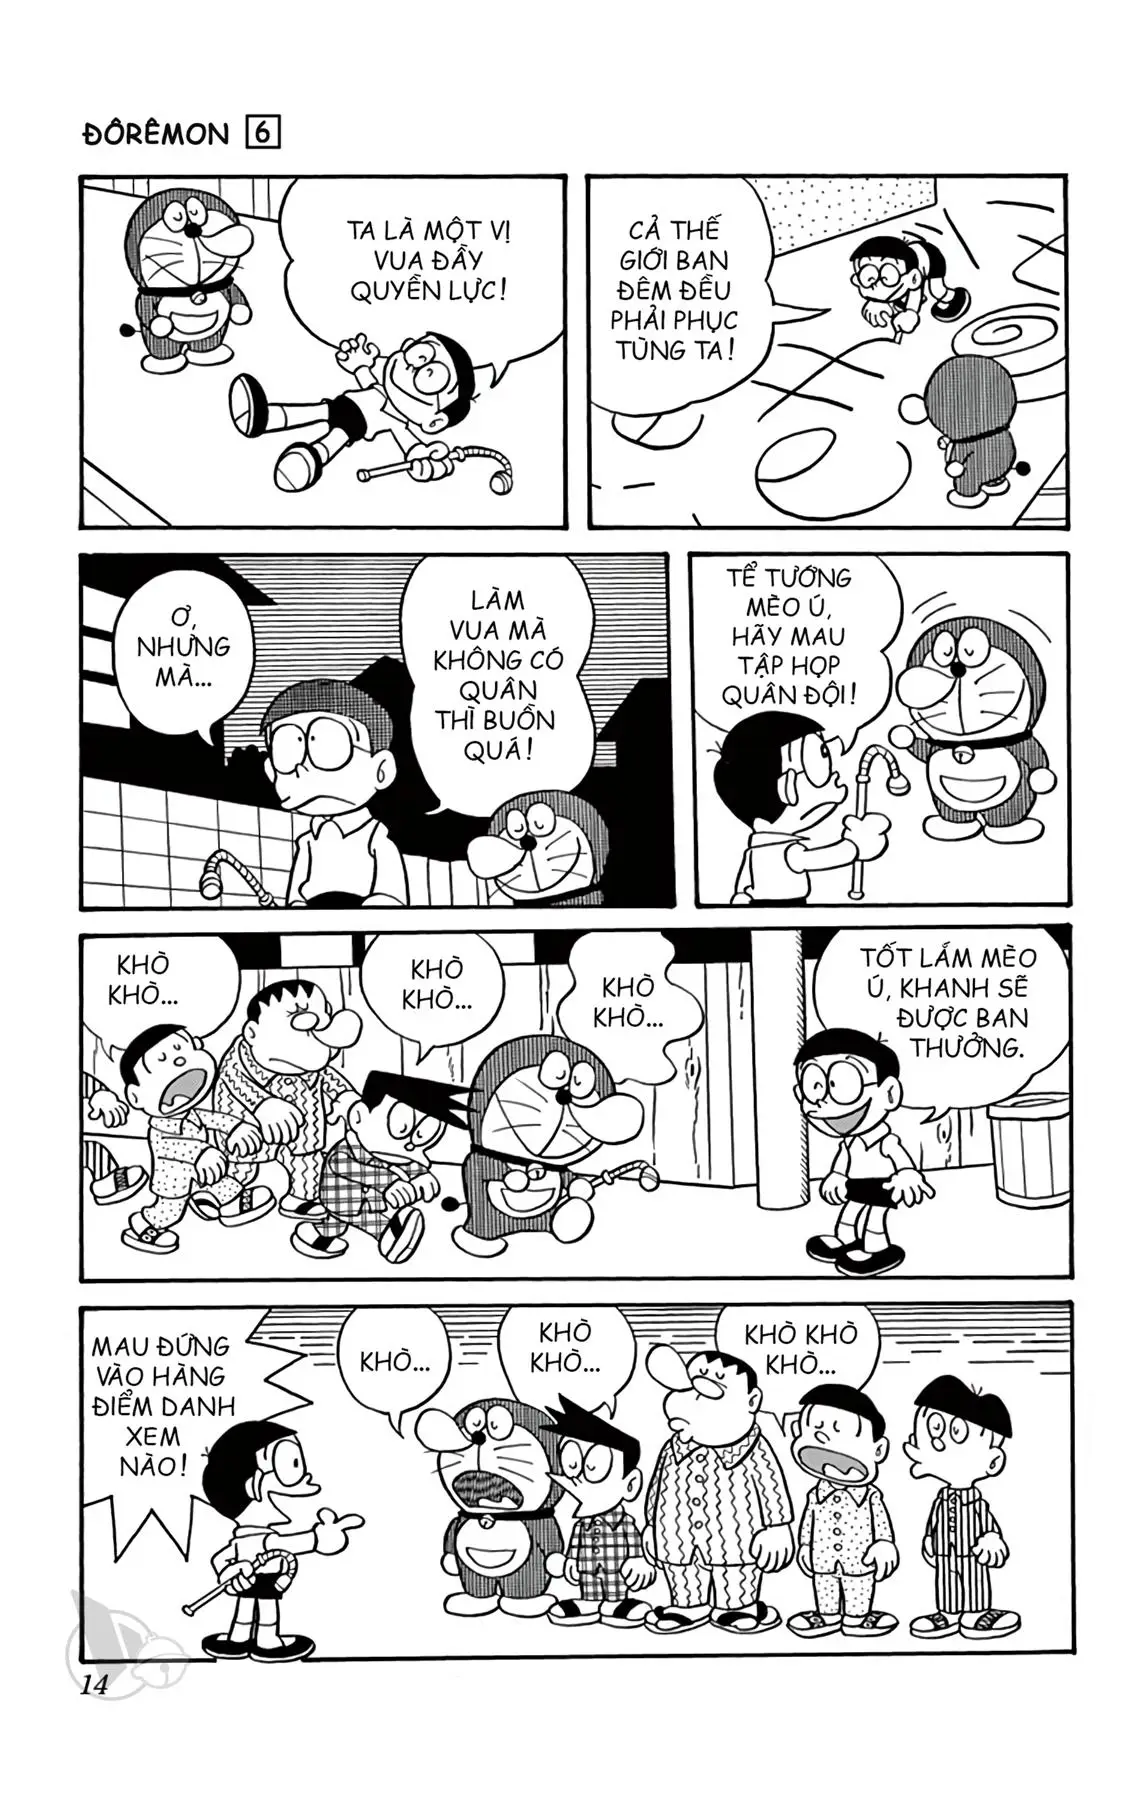 ĐÔRÊMON 6
TA LÀ MỘT VỊ
VUA ĐẦY
QUYỀN LỰC!
CẢ THẾ
GIỚI BAN
ĐÊM ĐỀU
PHẢI PHỤC
TÙNG TA!
Ơ,
NHƯNG
MÀ...
LÀM
VUA MÀ
KHÔNG CÓ
QUÂN
THÌ BUỒN
QUÁ!
TỂ TƯỚNG
MÈO Ú,
HÃY MAU
TẬP HỌP
QUÂN ĐỘI!
KHÒ
KHÒ...
KHÒ
KHÒ...
KHÒ
KHÒ...
TỐT LẮM MÈO
Ú, KHANH SẼ
ĐƯỢC BAN
THƯỞNG.
MAU ĐỨNG
VÀO HÀNG
ĐIỂM DANH
XEM
NÀO!
KHÒ...
KHÒ
KHÒ...
KHÒ KHÒ
KHÒ...
14